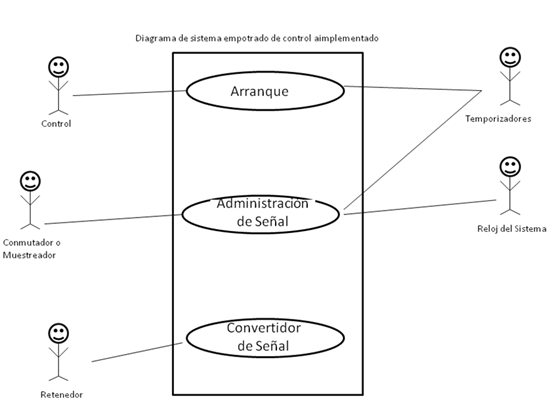 Diagrama de sistema empotrado de control aimplementado
Arranque
Control
Temporizadores
Administración
de Señal
Conmutador o
Muestreador
Reloj del Sistema
Convertidor
de Señal
Retenedor